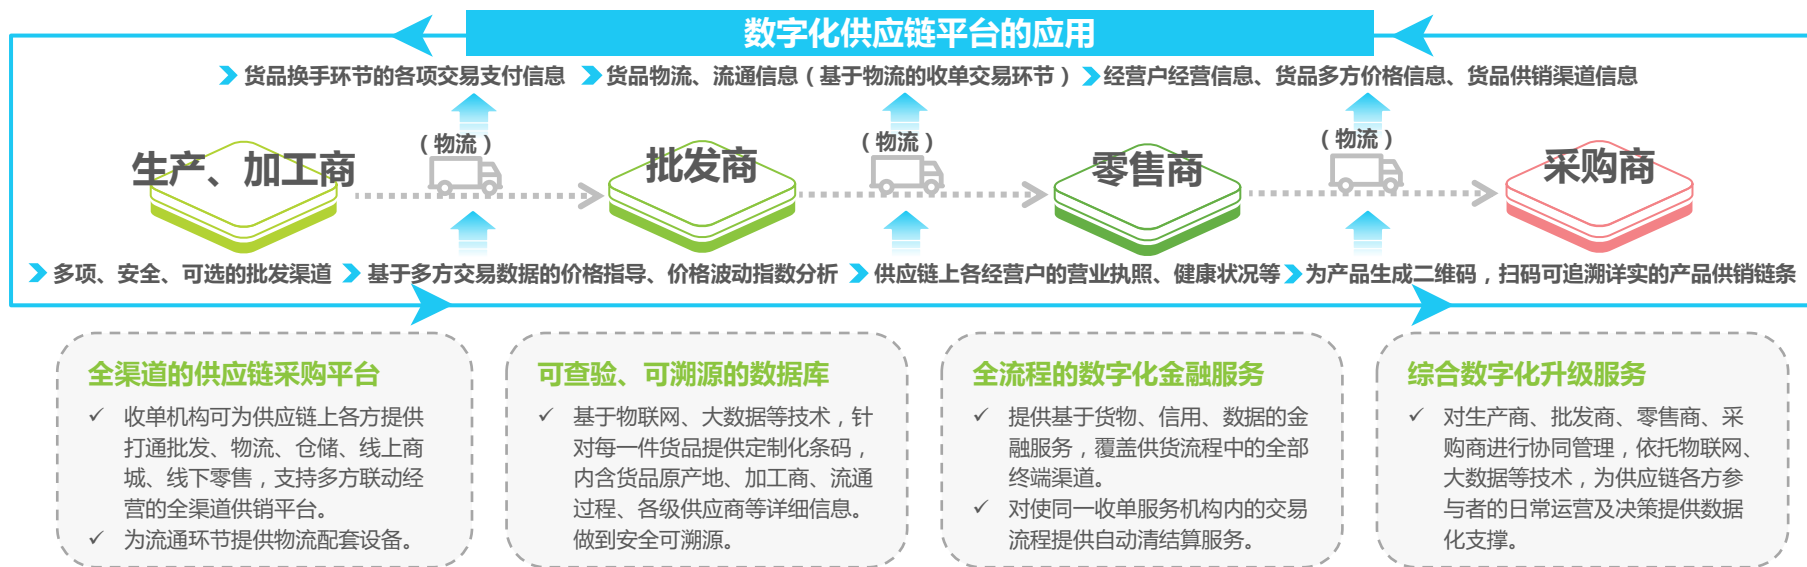 数字化供应链平台的应用
货品换手环节的各项交易支付信息
货品物流、流通信息（基于物流的收单交易环节）
经营户经营信息、货品多方价格信息、货品供销渠道信息
（物流）
（物流）
（物流）
生产、加工商
批发商
零售商
采购商
多项、安全、可选的批发渠道
基于多方交易数据的价格指导、价格波动指数分析
供应链上各经营户的营业执照、健康状况等
为产品生成二维码，扫码可追溯详实的产品供销链条
全渠道的供应链采购平台
✓ 收单机构可为供应链上各方提供
打通批发、物流、仓储、线上商
城、线下零售，支持多方联动经
营的全渠道供销平台。
✓ 为流通环节提供物流配套设备。
可查验、可溯源的数据库
✓ 基于物联网、大数据等技术，针
对每一件货品提供定制化条码，
内含货品原产地、加工商、流通
过程、各级供应商等详细信息。
做到安全可溯源。
全流程的数字化金融服务
✓ 提供基于货物、信用、数据的金
融服务，覆盖供货流程中的全部
终端渠道。
✓ 对使同一收单服务机构内的交易
流程提供自动清结算服务。
综合数字化升级服务
✓ 对生产商、批发商、零售商、采
购商进行协同管理，依托物联网、
大数据等技术，为供应链各方参
与者的日常运营及决策提供数据
化支撑。